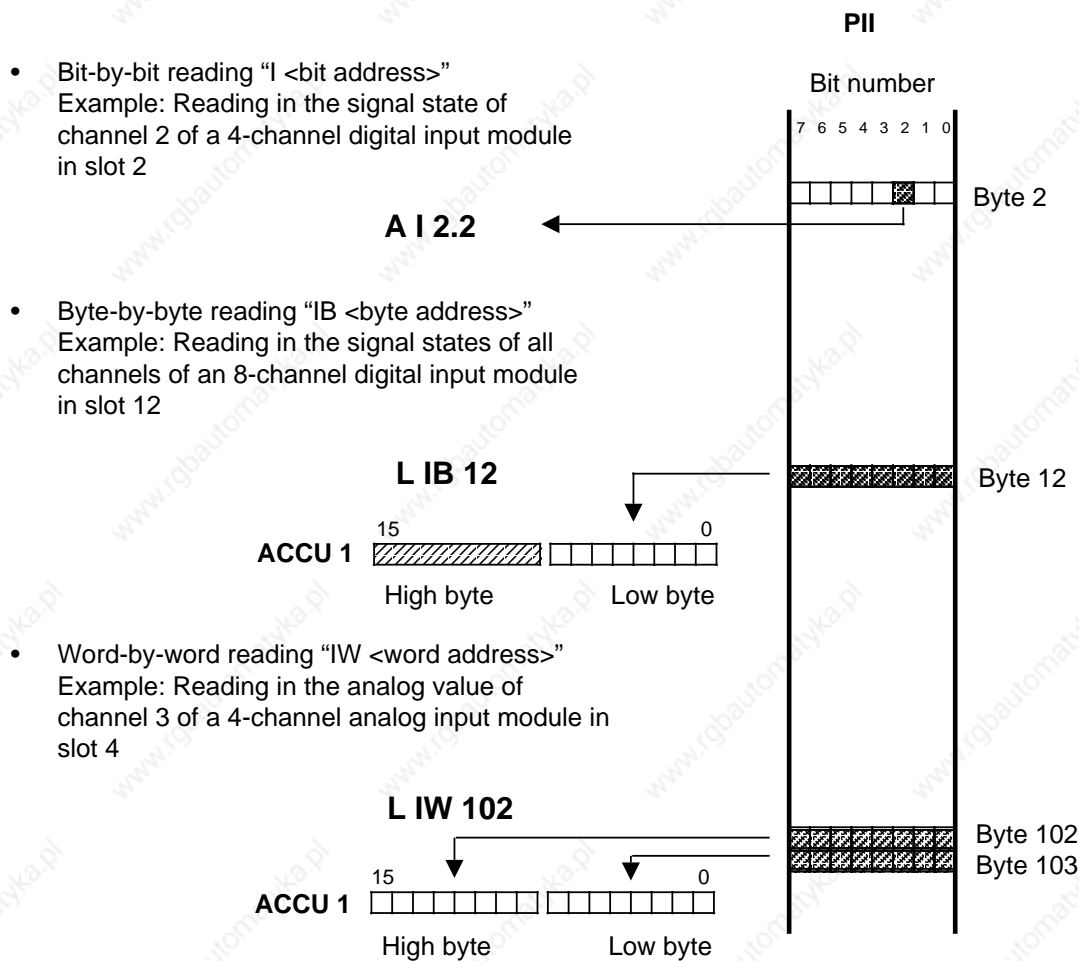 PII
• Bit-by-bit reading “I <bit address>”
Example: Reading in the signal state of
channel 2 of a 4-channel digital input module
in slot 2
Bit number
7 6 5 4 3 2 1 0
Byte 2
A I 2.2
• Byte-by-byte reading “IB <byte address>”
Example: Reading in the signal states of all
channels of an 8-channel digital input module
in slot 12
L IB 12
Byte 12
15 0
ACCU 1
High byte Low byte
• Word-by-word reading “IW <word address>”
Example: Reading in the analog value of
channel 3 of a 4-channel analog input module in
slot 4
L IW 102
Byte 102
Byte 103
15 0
ACCU 1
High byte Low byte
www.rgbautomatyka.pl